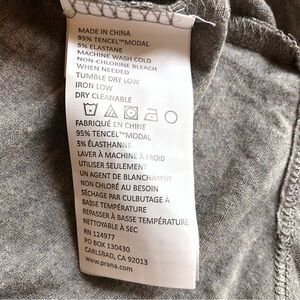 MADE IN CHINA
95% TENCEL™MODAL
5% ELASTANE
MACHINE WASH COLD
NON-CHLORINE BLEACH
WHEN NEEDED
TUMBLE DRY LOW
IRON LOW
DRY CLEANABLE
FABRIQUÉ EN CHINE
95% TENCEL™MODAL
5% ÉLASTHANNE
LAVER À MACHINE À FROID
UTILISER SEULEMENT
UN AGENT DE BLANCHIMENT
NON CHLORÉ AU BESOIN
SÉCHAGE PAR CULBUTAGE À
BASSE TEMPÉRATURE
REPASSER À BASSE TEMPÉRATURE
NETTOYABLE À SEC
RN 124977
PO BOX 130430
CARLSBAD, CA 92013
www.prana.com